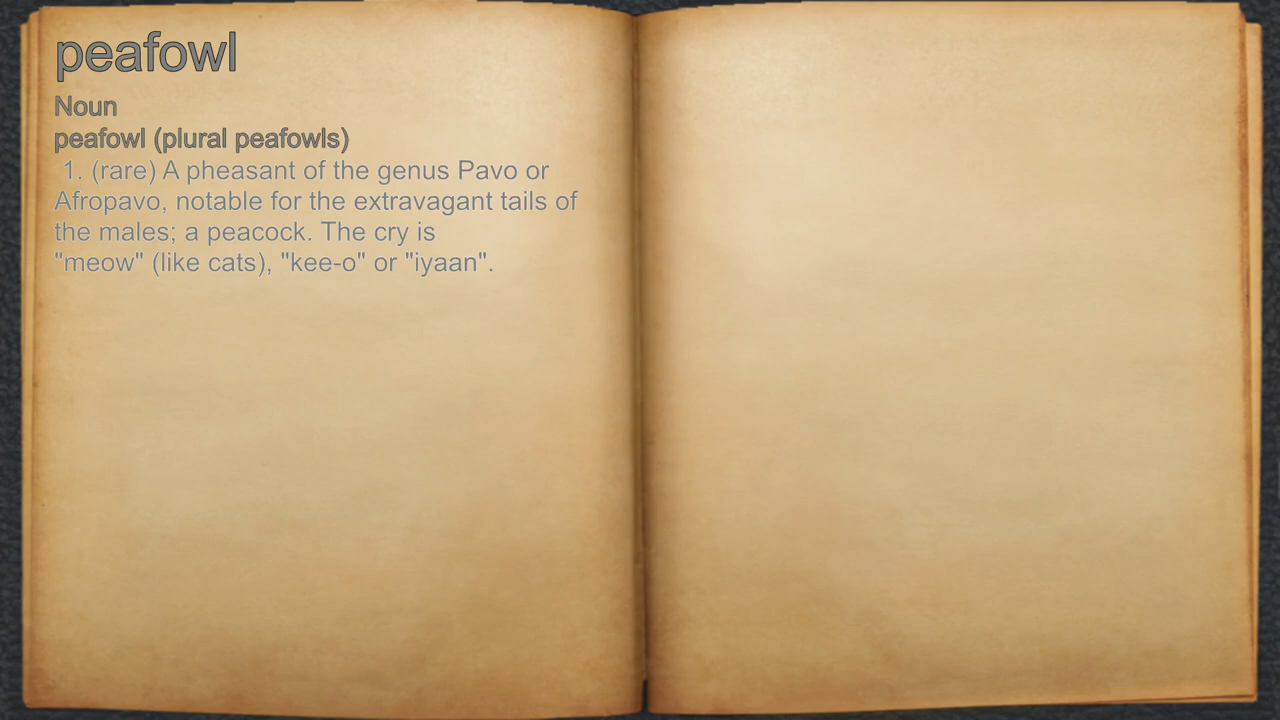 peafowl
Noun
peafowl (plural peafowls)
1. (rare) A pheasant of the genus Pavo or
Afropavo, notable for the extravagant tails of
the males; a peacock. The cry is
"meow" (like cats), "kee-o" or "iyaan".